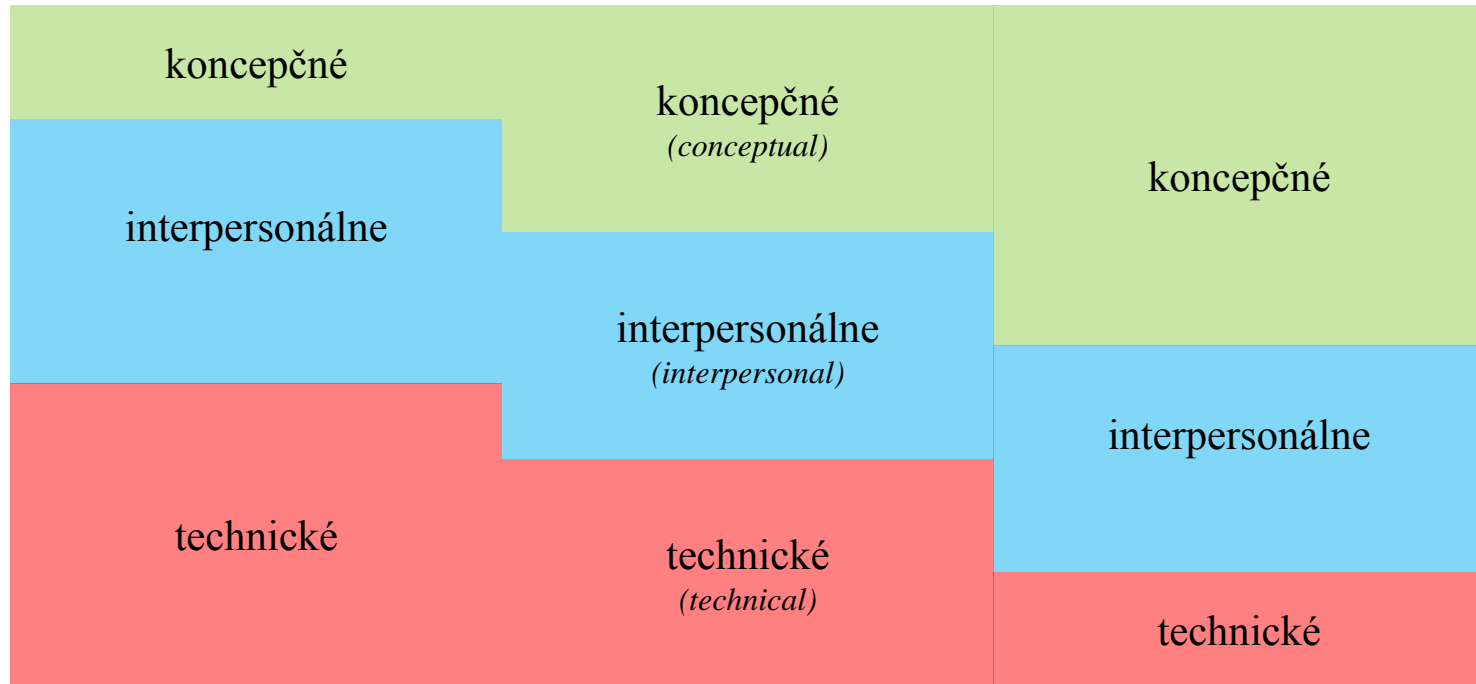 koncepčné
interpersonálne
technické
koncepčné
(conceptual)
interpersonálne
(interpersonal)
technické
(technical)
koncepčné
interpersonálne
technické